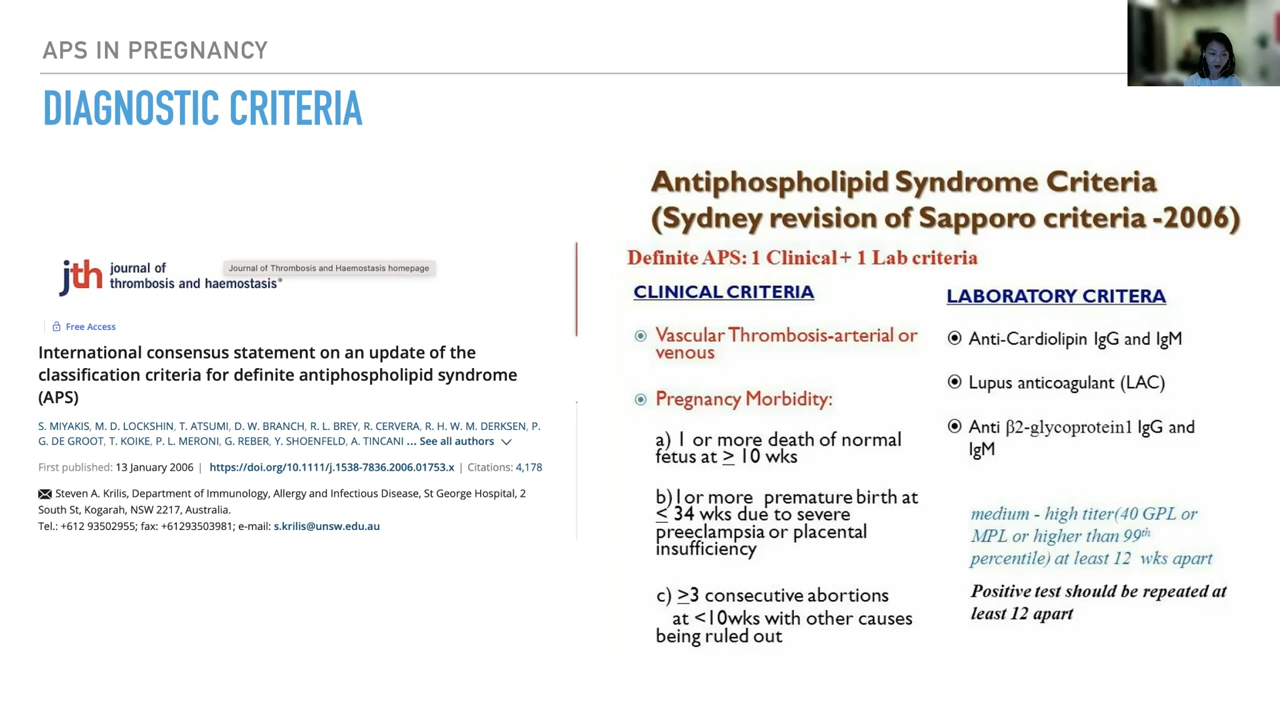 APS IN PREGNANCY
DIAGNOSTIC CRITERIA
jth journal of
thrombosis and haemostasis
Journal of Thrombosis and Haemostasis homepage
Free Access
International consensus statement on an update of the
classification criteria for definite antiphospholipid syndrome
(APS)
S. MIYAKIS, M. D. LOCKSHIN, T. ATSUMI, D. W. BRANCH, R. L. BREY, R. CERVERA, R. H. W. M. DERKSEN, P.
G. DE GROOT, T. KOIKE, P. L. MERONI, G. REBER, Y. SHOENFELD, A. TINCANI ... See all authors
First published: 13 January 2006 | https://doi.org/10.1111/j.1538-7836.2006.01753.x | Citations: 4,178
Steven A. Krilis, Department of Immunology, Allergy and Infectious Disease, St George Hospital, 2
South St, Kogarah, NSW 2217, Australia.
Tel.: +612 93502955; fax: +61293503981; e-mail: s.krilis@unsw.edu.au
Antiphospholipid Syndrome Criteria
(Sydney revision of Sapporo criteria -2006)
Definite APS: 1 Clinical + 1 Lab criteria
CLINICAL CRITERIA
Vascular Thrombosis-arterial or
venous
Pregnancy Morbidity:
a) 1 or more death of normal
fetus at ≥ 10 wks
b)1or more premature birth at
≤ 34 wks due to severe
preeclampsia or placental
insufficiency
c) ≥3 consecutive abortions
at <10wks with other causes
being ruled out
LABORATORY CRITERA
Anti-Cardiolipin IgG and IgM
Lupus anticoagulant (LAC)
Anti β2-glycoprotein1 IgG and
IgM
medium - high titer(40 GPL or
MPL or higher than 99th
percentile) at least 12 wks apart
Positive test should be repeated at
least 12 apart